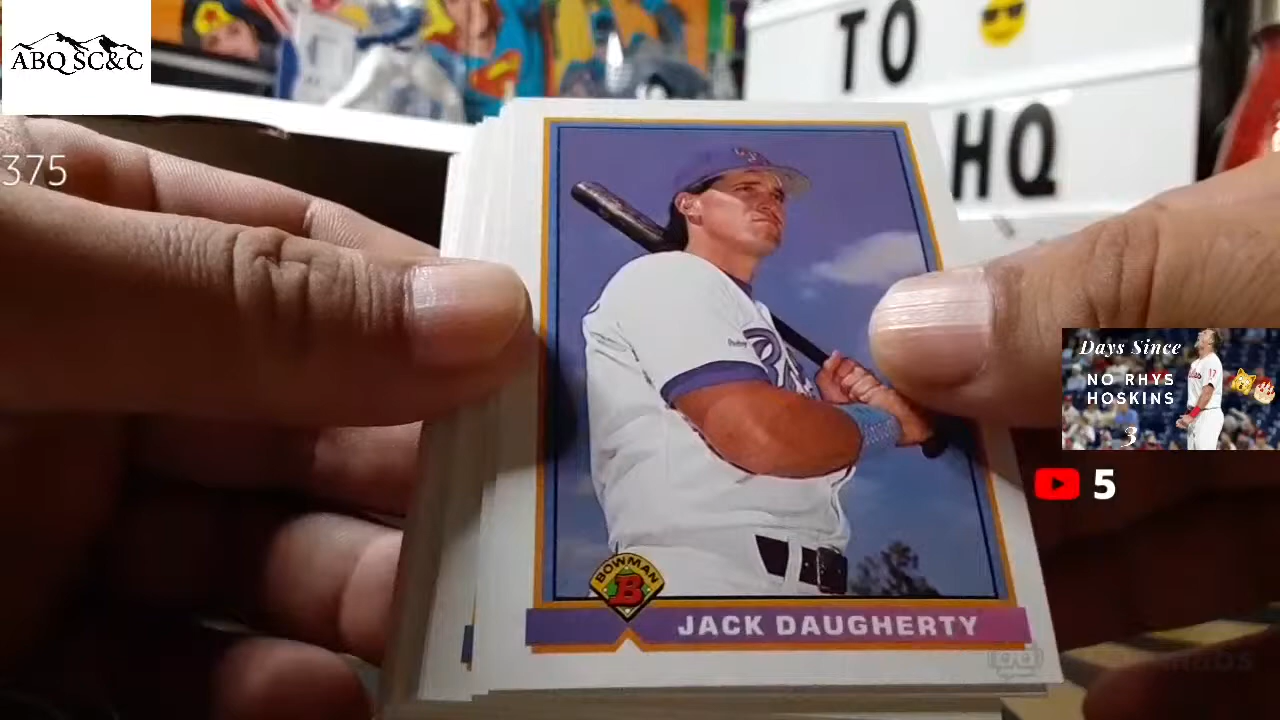 ABQ SC&C
TO
HQ
375
Days Since
NO RHYS
HOSKINS
3
5
BOWMAN
B
JACK DAUGHERTY